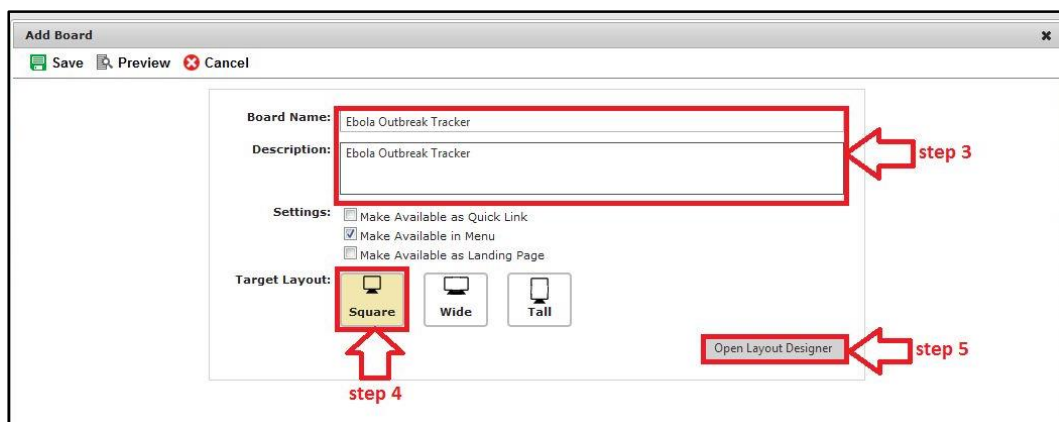 Add Board
Save Preview Cancel
Board Name: Ebola Outbreak Tracker
Description: Ebola Outbreak Tracker
step 3
Settings: Make Available as Quick Link
Make Available in Menu
Make Available as Landing Page
Target Layout: Square Wide Tall
Open Layout Designer step 5
step 4